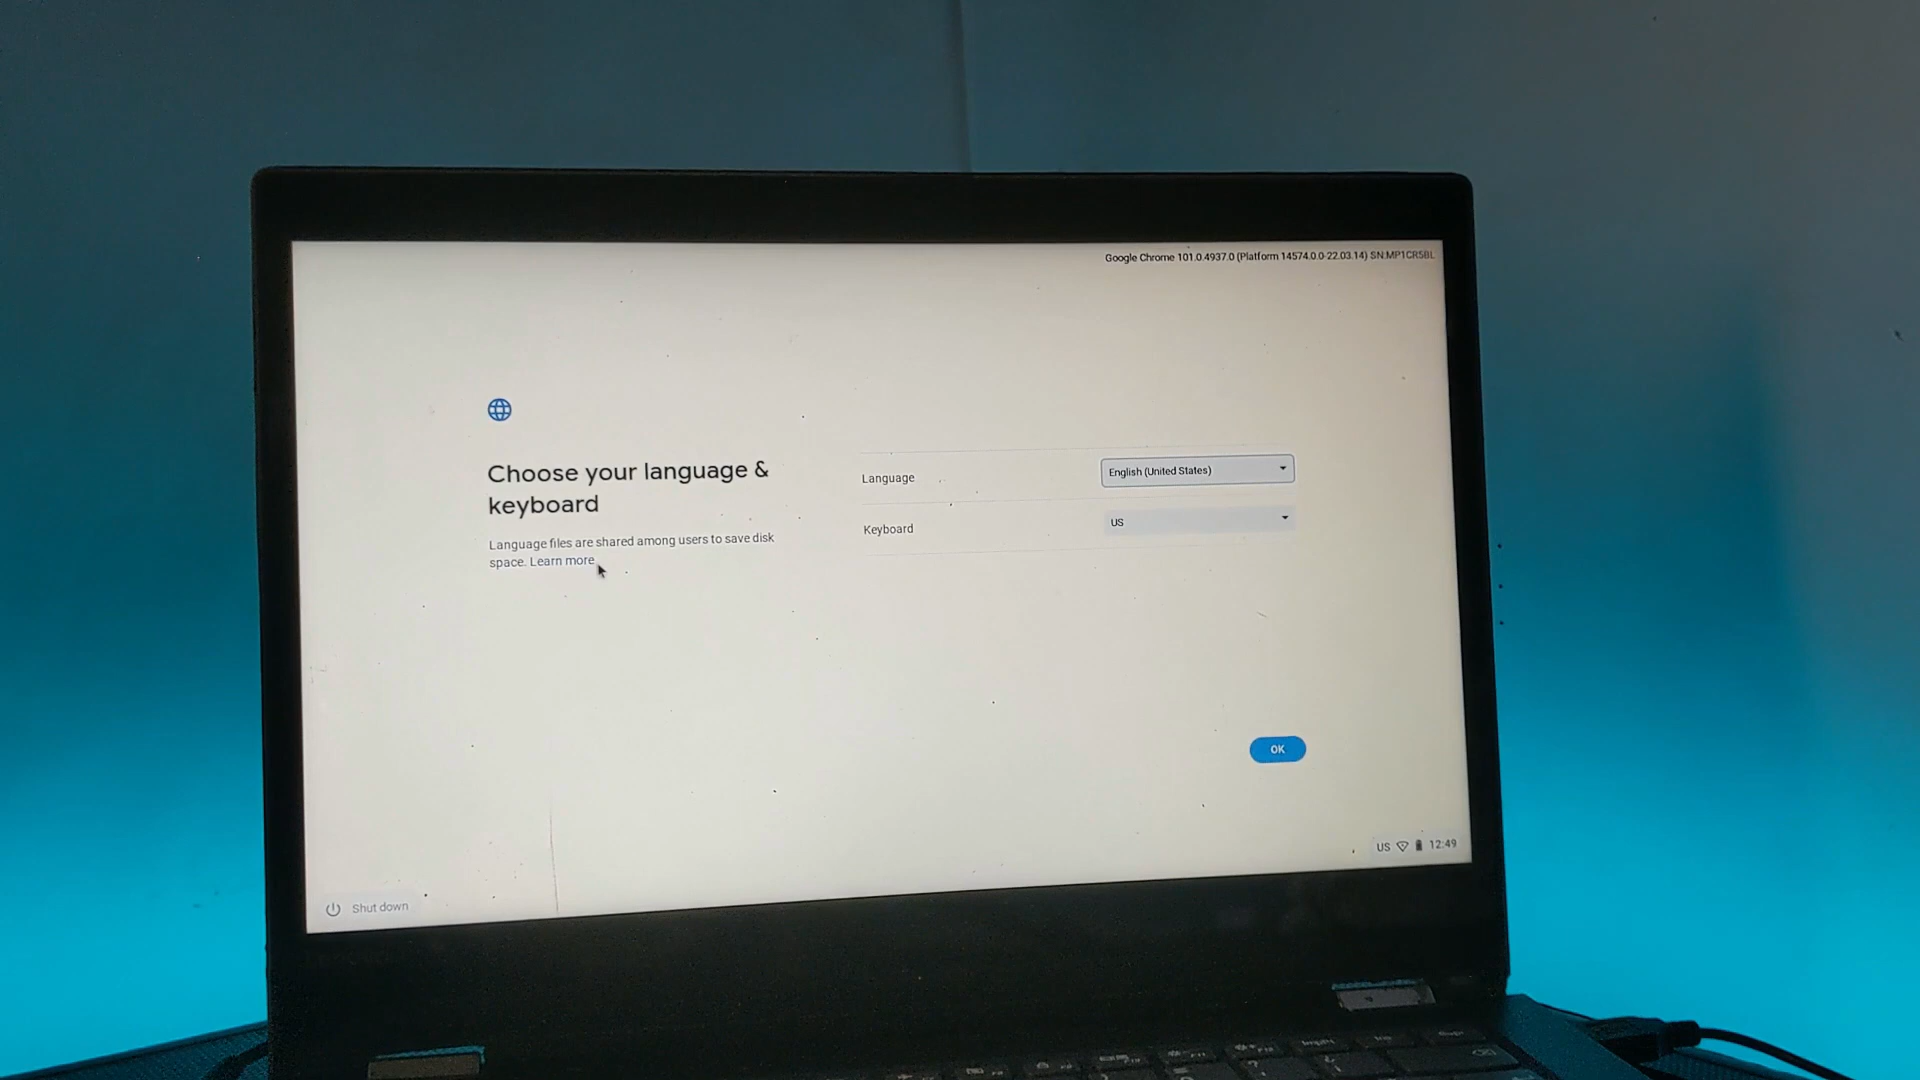 Google Chrome 101.0.4937.0 (Platform 14574.0.0-22.03.14) SN:MP1CR5BL
Choose your language &
keyboard
Language files are shared among users to save disk
space. Learn more
Language
English (United States)
Keyboard
US
OK
US 12:49
Shut down